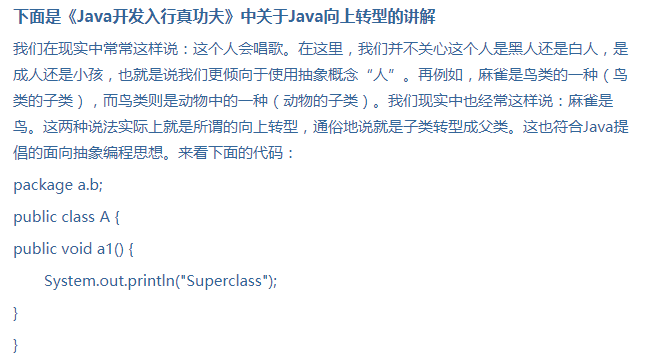 下面是《Java开发入行真功夫》中关于Java向上转型的讲解
我们在现实中常常这样说：这个人会唱歌。在这里，我们并不关心这个人是黑人还是白人，是
成人还是小孩，也就是说我们更倾向于使用抽象概念“人”。再例如，麻雀是鸟类的一种（鸟
类的子类），而鸟类则是动物中的一种（动物的子类）。我们现实中也经常这样说：麻雀是
鸟。这两种说法实际上就是所谓的向上转型，通俗地说就是子类转型成父类。这也符合Java提
倡的面向抽象编程思想。来看下面的代码：
package a.b;
public class A {
public void a1() {
System.out.println("Superclass");
}
}